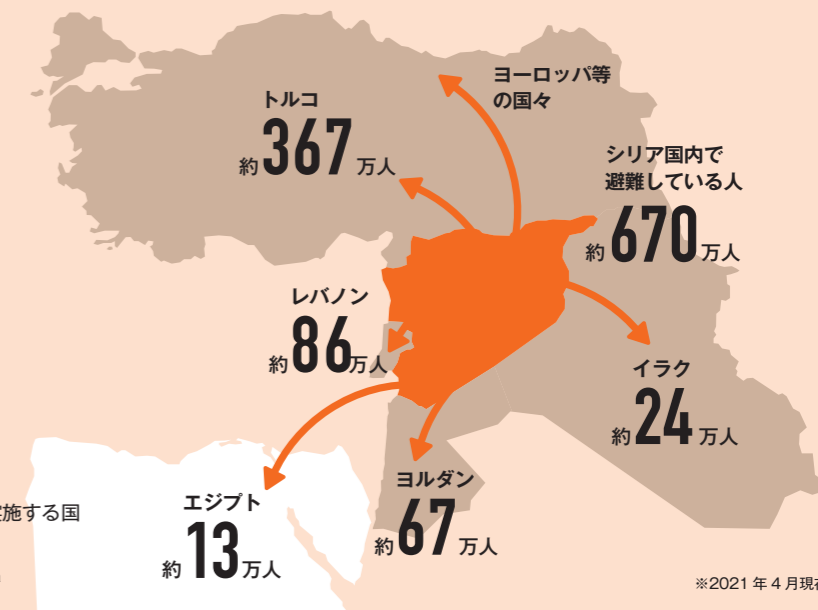 ヨーロッパ等
の国々
トルコ
約367万人
シリア国内で
避難している人
約670万人
レバノン
約86万人
イラク
約24万人
ヨルダン
約67万人
エジプト
約13万人
施する国
※2021年4月現在